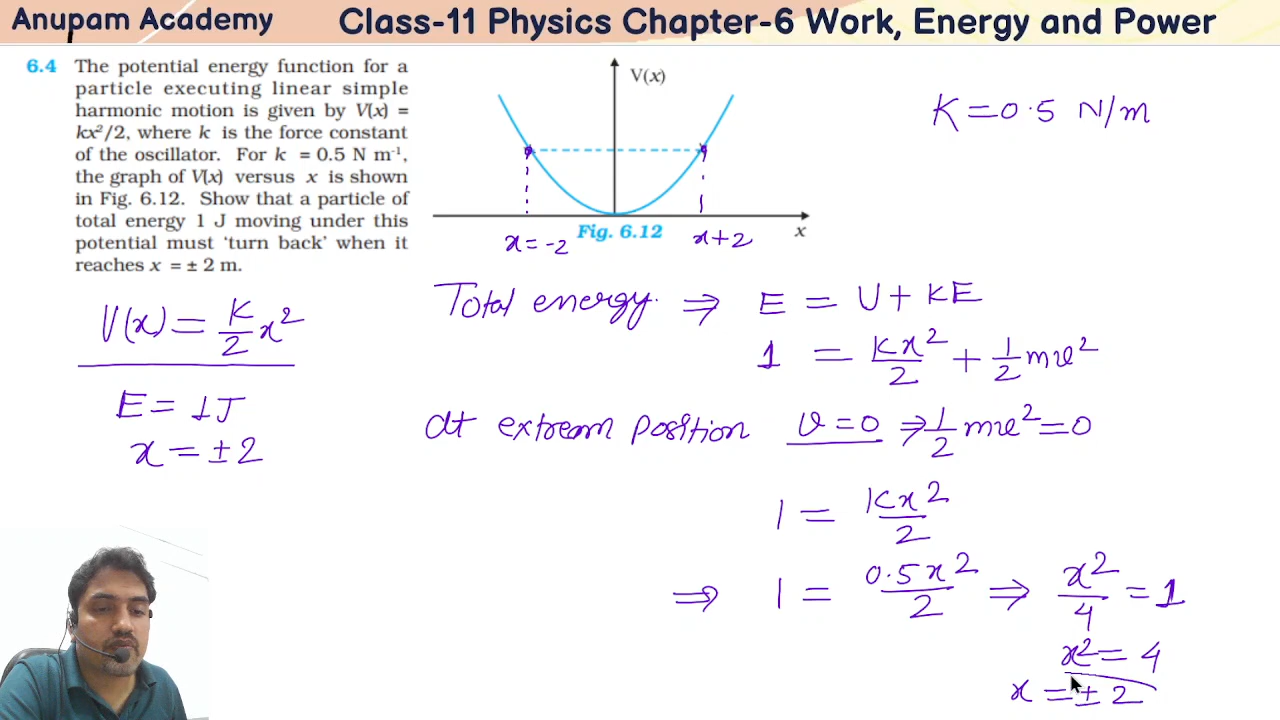 Anupam Academy
Class-11 Physics Chapter-6 Work, Energy and Power
6.4 The potential energy function for a
particle executing linear simple
harmonic motion is given by V(x) =
kx²/2, where k is the force constant
of the oscillator. For k = 0.5 N m⁻¹,
the graph of V(x) versus x is shown
in Fig. 6.12. Show that a particle of
total energy 1 J moving under this
potential must ‘turn back’ when it
reaches x = ± 2 m.
V(x)
x
x = -2
Fig. 6.12
x+2
K = 0.5 N/m
V(x) = k/2 x²
E = 1J
x = ±2
Total energy. ⇒ E = U + KE
1 = Kx²/2 + 1/2 mv²
at extream position v = 0 ⇒ 1/2 mv² = 0
1 = Kx²/2
⇒ 1 = 0.5x²/2 ⇒ x²/4 = 1
x² = 4
x = ± 2